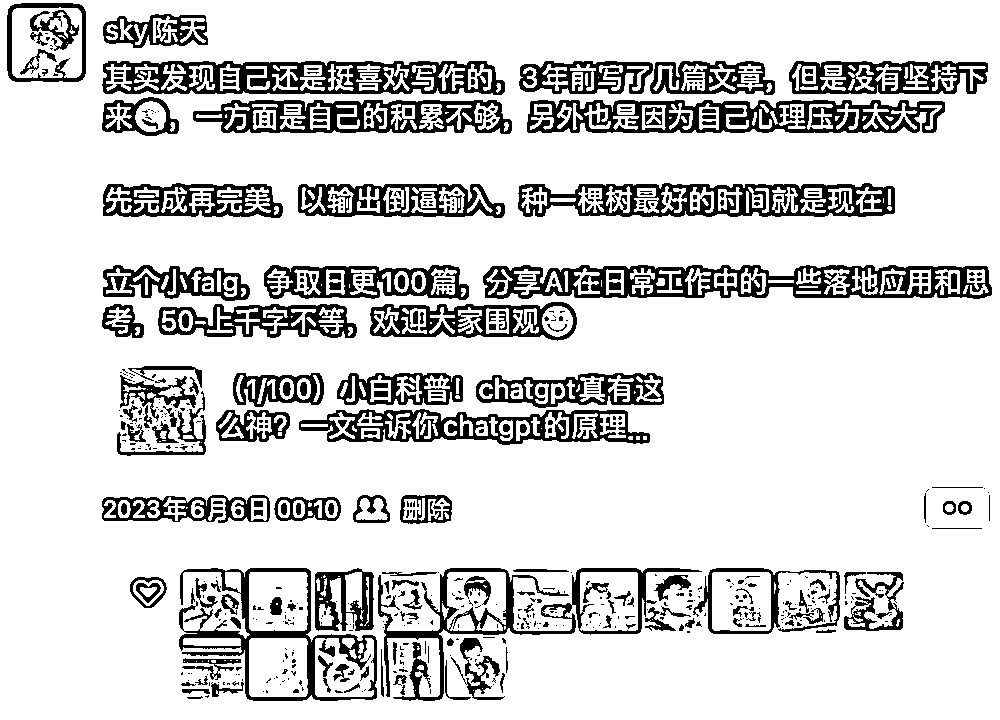 sky陈天
其实发现自己还是挺喜欢写作的，3年前写了几篇文章，但是没有坚持下
来，一方面是自己的积累不够，另外也是因为自己心理压力太大了
先完成再完美，以输出倒逼输入，种一棵树最好的时间就是现在！
立个小falg，争取日更100篇，分享AI在日常工作中的一些落地应用和思
考，50-上千字不等，欢迎大家围观
（1/100）小白科普！chatgpt真有这
么神？一文告诉你chatgpt的原理...
2023年6月6日 00:10 删除